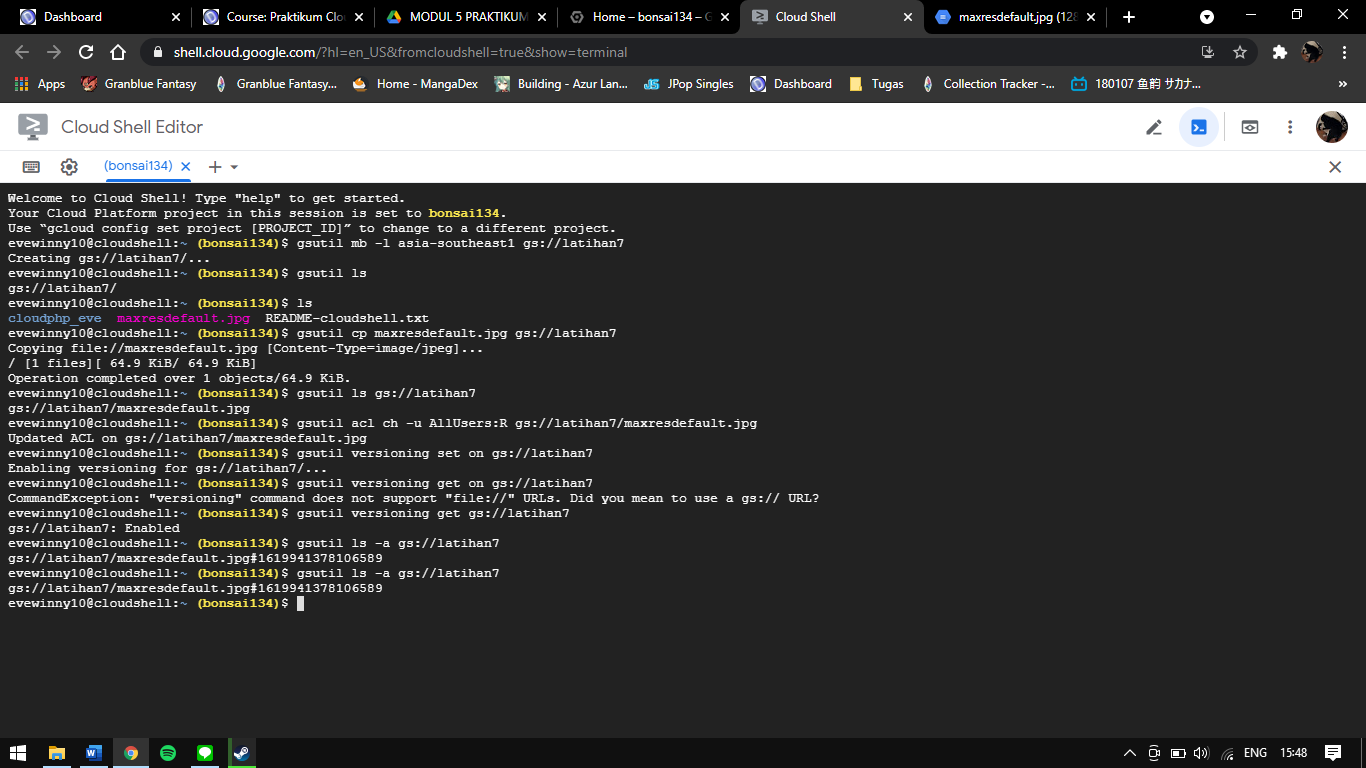 Dashboard
Course: Praktikum Clo
MODUL 5 PRAKTIKUM
Home – bonsai134 – G
Cloud Shell
maxresdefault.jpg (128
shell.cloud.google.com/?hl=en_US&fromcloudshell=true&show=terminal
Apps
Granblue Fantasy
Granblue Fantasy...
Home - MangaDex
Building - Azur Lan...
JPop Singles
Dashboard
Tugas
Collection Tracker -...
180107 鱼韵 サカナ...
»
Cloud Shell Editor
(bonsai134)
Welcome to Cloud Shell! Type "help" to get started.
Your Cloud Platform project in this session is set to bonsai134.
Use “gcloud config set project [PROJECT_ID]” to change to a different project.
evewinny10@cloudshell:~ (bonsai134)$ gsutil mb -l asia-southeast1 gs://latihan7
Creating gs://latihan7/...
evewinny10@cloudshell:~ (bonsai134)$ gsutil ls
gs://latihan7/
evewinny10@cloudshell:~ (bonsai134)$ ls
cloudphp_eve  maxresdefault.jpg  README-cloudshell.txt
evewinny10@cloudshell:~ (bonsai134)$ gsutil cp maxresdefault.jpg gs://latihan7
Copying file://maxresdefault.jpg [Content-Type=image/jpeg]...
/ [1 files][ 64.9 KiB/ 64.9 KiB]
Operation completed over 1 objects/64.9 KiB.
evewinny10@cloudshell:~ (bonsai134)$ gsutil ls gs://latihan7
gs://latihan7/maxresdefault.jpg
evewinny10@cloudshell:~ (bonsai134)$ gsutil acl ch -u AllUsers:R gs://latihan7/maxresdefault.jpg
Updated ACL on gs://latihan7/maxresdefault.jpg
evewinny10@cloudshell:~ (bonsai134)$ gsutil versioning set on gs://latihan7
Enabling versioning for gs://latihan7/...
evewinny10@cloudshell:~ (bonsai134)$ gsutil versioning get on gs://latihan7
CommandException: "versioning" command does not support "file://" URLs. Did you mean to use a gs:// URL?
evewinny10@cloudshell:~ (bonsai134)$ gsutil versioning get gs://latihan7
gs://latihan7: Enabled
evewinny10@cloudshell:~ (bonsai134)$ gsutil ls -a gs://latihan7
gs://latihan7/maxresdefault.jpg#1619941378106589
evewinny10@cloudshell:~ (bonsai134)$ gsutil ls -a gs://latihan7
gs://latihan7/maxresdefault.jpg#1619941378106589
evewinny10@cloudshell:~ (bonsai134)$
ENG
15:48